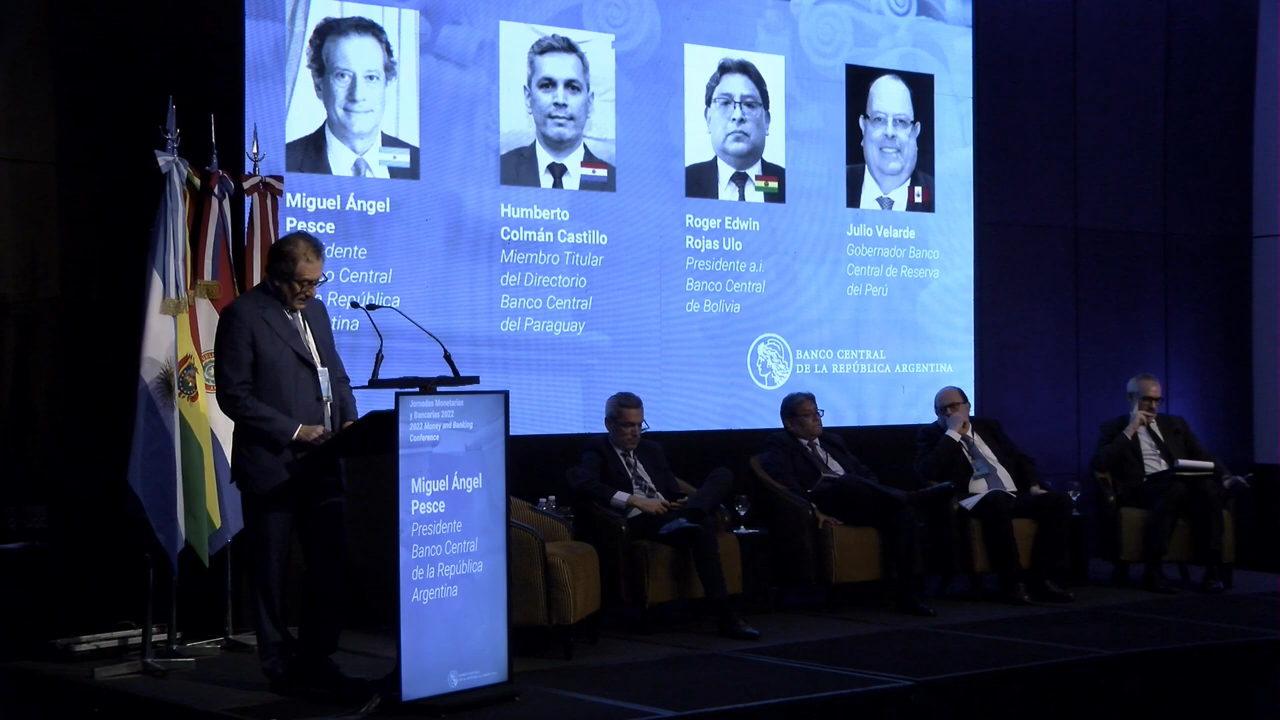 Miguel Ángel
Pesce
idente
o Central
República
tina
Humberto
Colmán Castillo
Miembro Titular
del Directorio
Banco Central
del Paraguay
Roger Edwin
Rojas Ulo
Presidente a.i.
Banco Central
de Bolivia
Julio Velarde
Gobernador Banco
Central de Reserva
del Perú
BANCO CENTRAL
DE LA REPÚBLICA ARGENTINA
Jornadas Monetarias
y Bancarias 2022
2022 Money and Banking
Conference
Miguel Ángel
Pesce
Presidente
Banco Central
de la República
Argentina